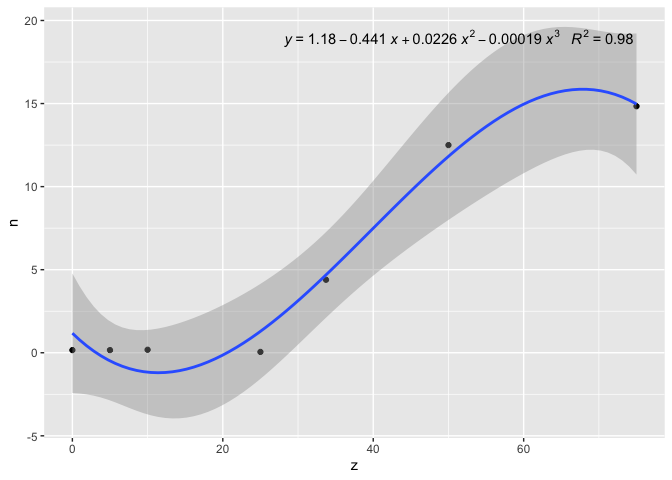 20
y = 1.18 – 0.441 x + 0.0226 x² – 0.00019 x³ R² = 0.98
15
10
n
5
0
-5
0 20 40 60
z